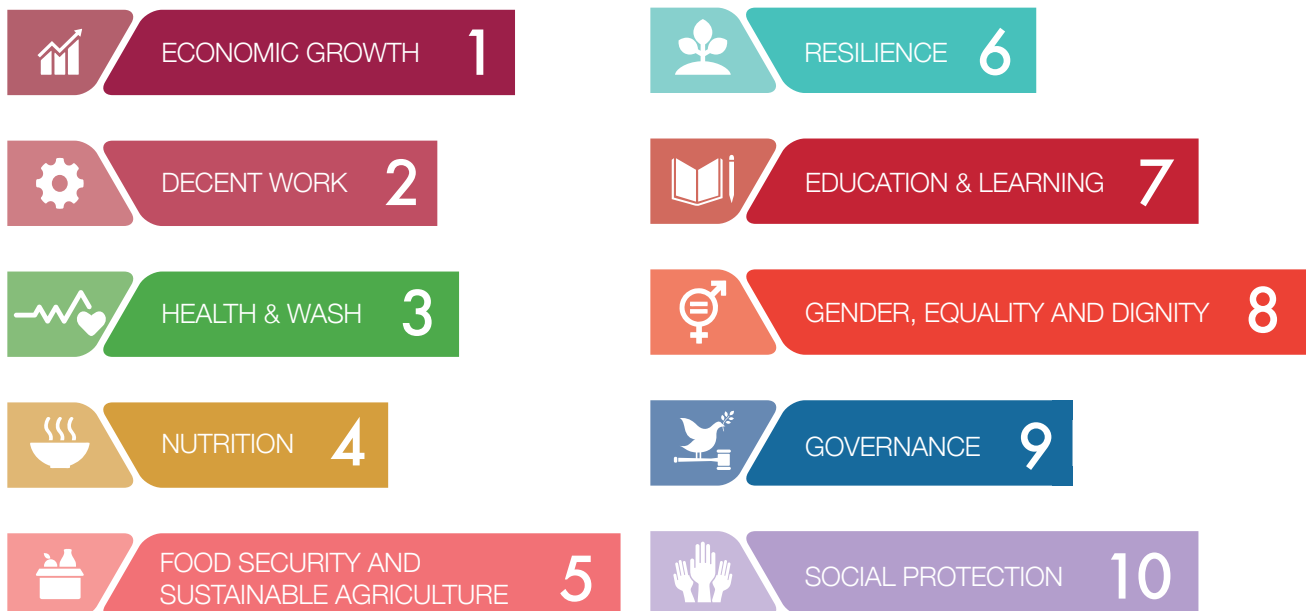 ECONOMIC GROWTH 1
DECENT WORK 2
HEALTH & WASH 3
NUTRITION 4
FOOD SECURITY AND
SUSTAINABLE AGRICULTURE 5
RESILIENCE 6
EDUCATION & LEARNING 7
GENDER, EQUALITY AND DIGNITY 8
GOVERNANCE 9
SOCIAL PROTECTION 10